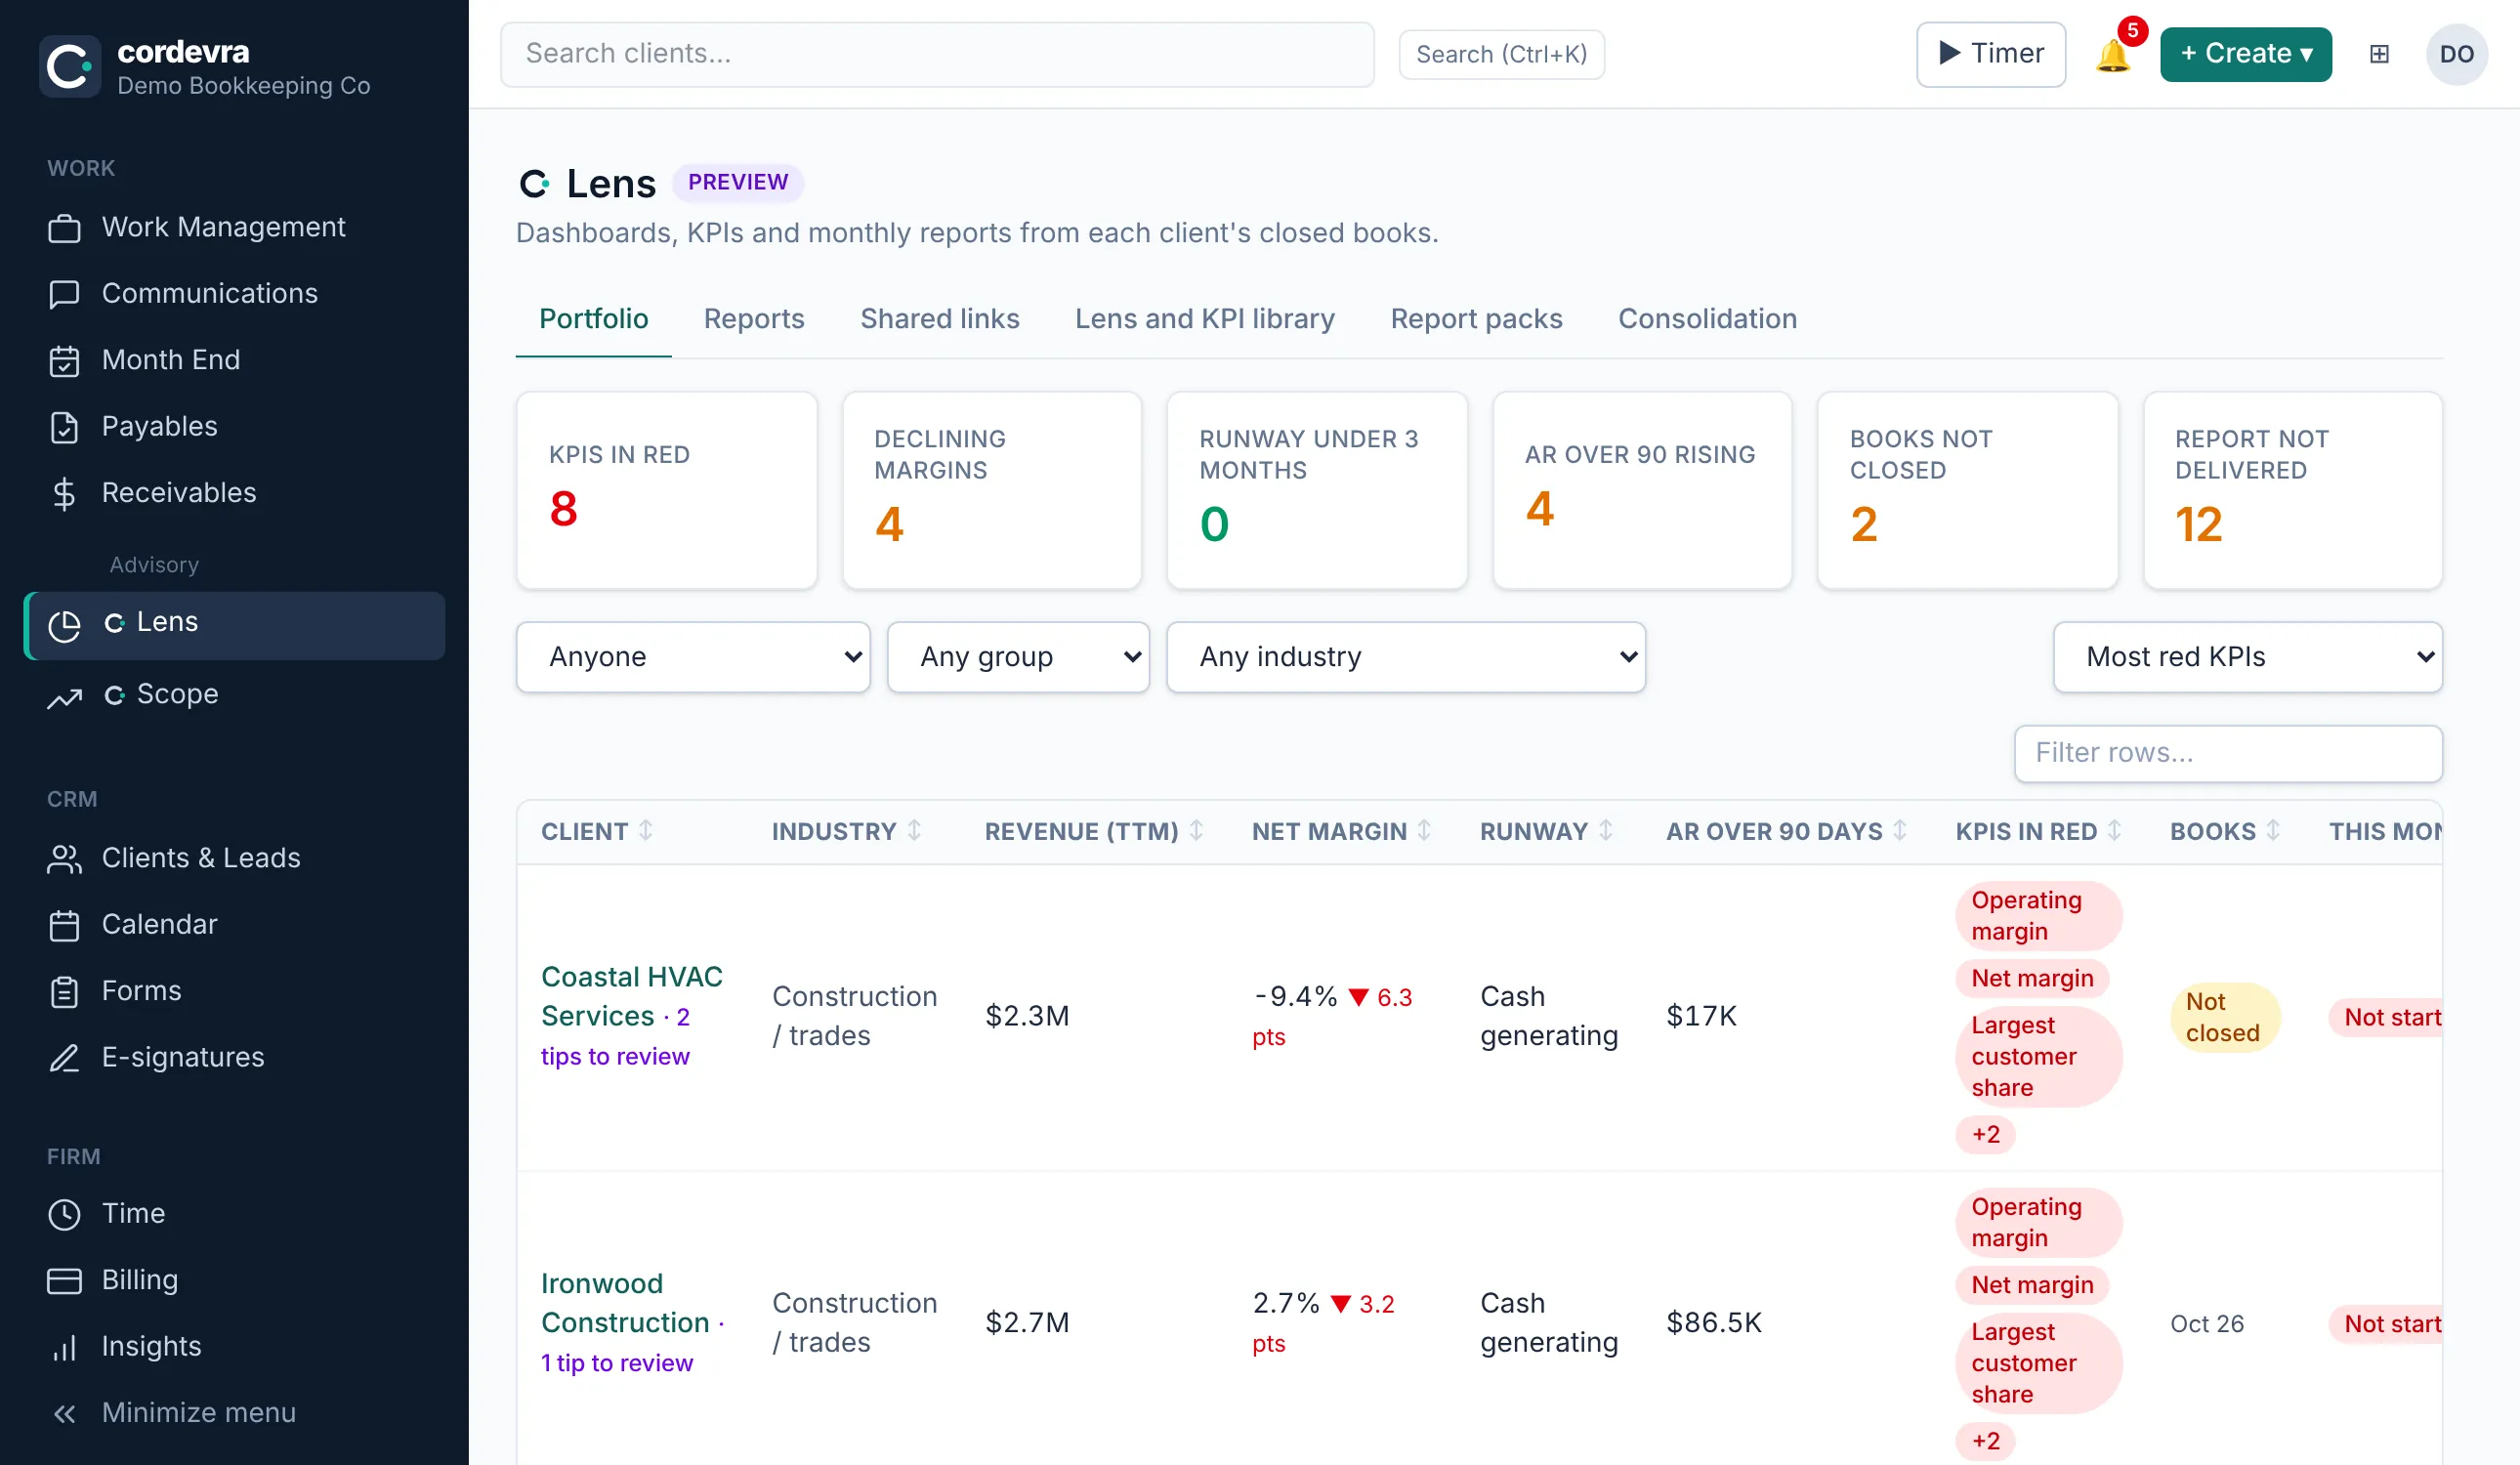 cordevra
Demo Bookkeeping Co
WORK
Work Management
Communications
Month End
Payables
Receivables
Advisory
Lens
Scope
CRM
Clients & Leads
Calendar
Forms
E-signatures
FIRM
Time
Billing
Insights
Minimize menu
Search clients...
Search (Ctrl+K)
Timer
5
+ Create ▾
DO
Lens PREVIEW
Dashboards, KPIs and monthly reports from each client's closed books.
Portfolio Reports Shared links Lens and KPI library Report packs Consolidation
KPIS IN RED
8
DECLINING
MARGINS
4
RUNWAY UNDER 3
MONTHS
0
AR OVER 90 RISING
4
BOOKS NOT
CLOSED
2
REPORT NOT
DELIVERED
12
Anyone
Any group
Any industry
Most red KPIs
Filter rows...
CLIENT INDUSTRY REVENUE (TTM) NET MARGIN RUNWAY AR OVER 90 DAYS KPIS IN RED BOOKS THIS MON
Coastal HVAC
Services · 2
tips to review
Construction
/ trades
$2.3M
-9.4% ▼ 6.3
pts
Cash
generating
$17K
Operating
margin
Net margin
Largest
customer
share
+2
Not
closed
Not start
Ironwood
Construction ·
1 tip to review
Construction
/ trades
$2.7M
2.7% ▼ 3.2
pts
Cash
generating
$86.5K
Operating
margin
Net margin
Largest
customer
share
+2
Oct 26
Not start